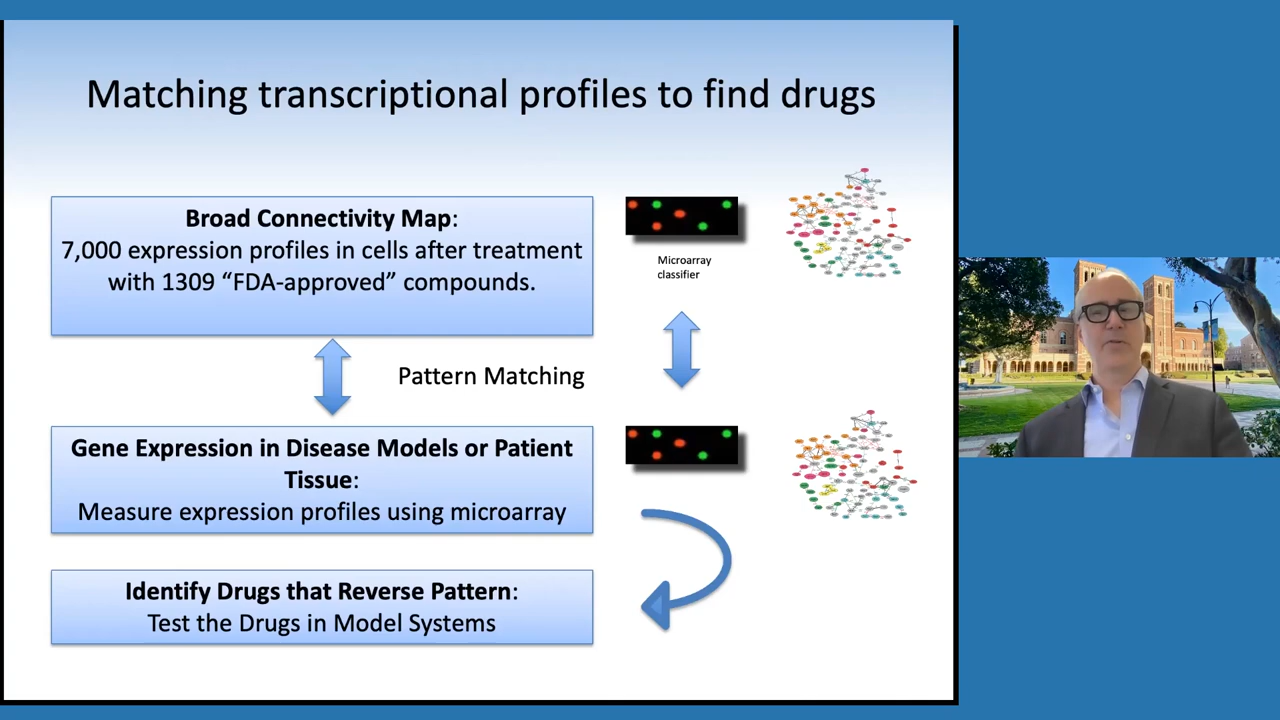 Matching transcriptional profiles to find drugs
Broad Connectivity Map:
7,000 expression profiles in cells after treatment
with 1309 “FDA-approved” compounds.
Microarray
classifier
Pattern Matching
Gene Expression in Disease Models or Patient
Tissue:
Measure expression profiles using microarray
Identify Drugs that Reverse Pattern:
Test the Drugs in Model Systems